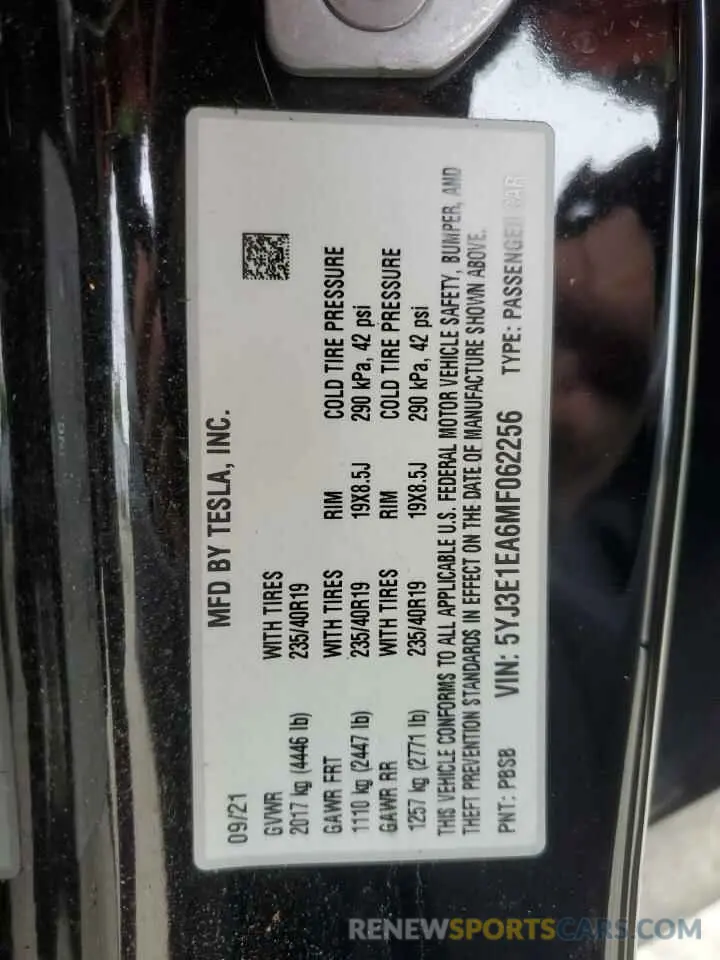 MFD BY TESLA, INC.
09/21
GVWR WITH TIRES
2017 kg (4446 lb) 235/40R19
GAWR FRT WITH TIRES RIM COLD TIRE PRESSURE
1110 kg (2447 lb) 235/40R19 19X8.5J 290 kPa, 42 psi
GAWR RR WITH TIRES RIM COLD TIRE PRESSURE
1257 kg (2771 lb) 235/40R19 19X8.5J 290 kPa, 42 psi
THIS VEHICLE CONFORMS TO ALL APPLICABLE U.S. FEDERAL MOTOR VEHICLE SAFETY, BUMPER, AND
THEFT PREVENTION STANDARDS IN EFFECT ON THE DATE OF MANUFACTURE SHOWN ABOVE.
PNT: PBSB VIN: 5YJ3E1EA6MF062256 TYPE: PASSENGER CAR
RENEWSPORTSCARS.COM